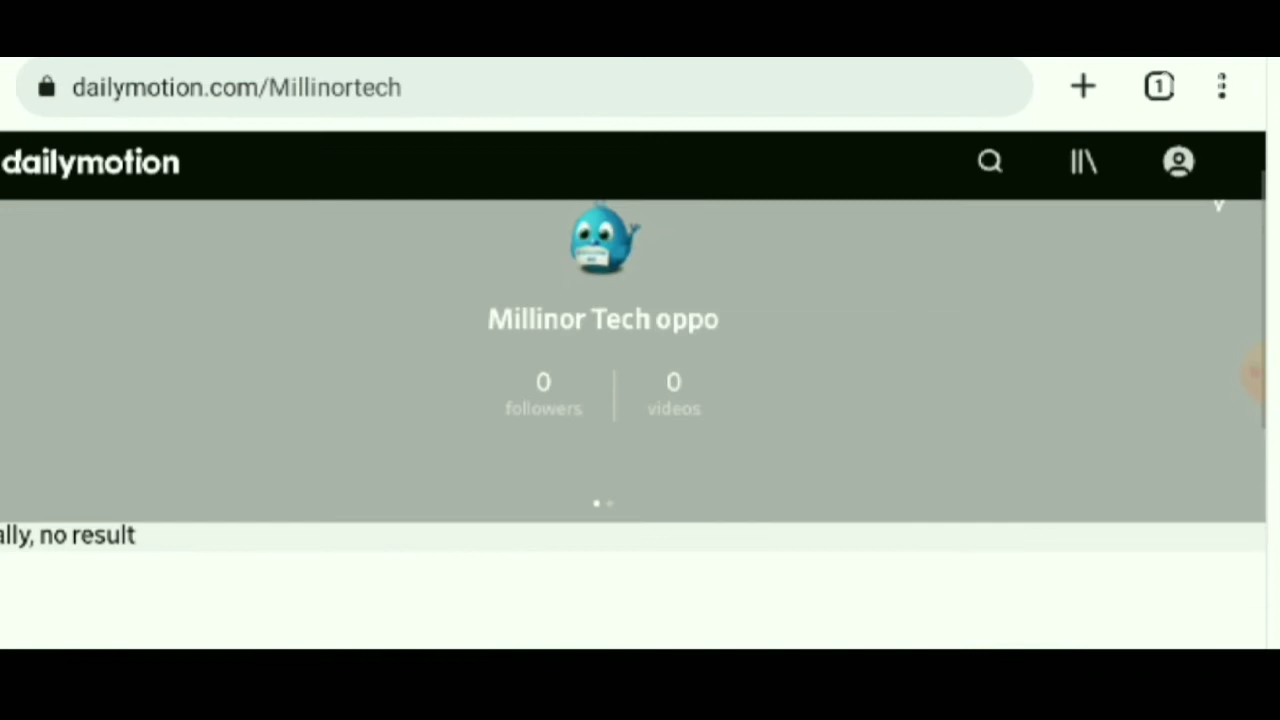 dailymotion.com/Millinortech
1
dailymotion
Millinor Tech oppo
0 0
followers videos
ally, no result